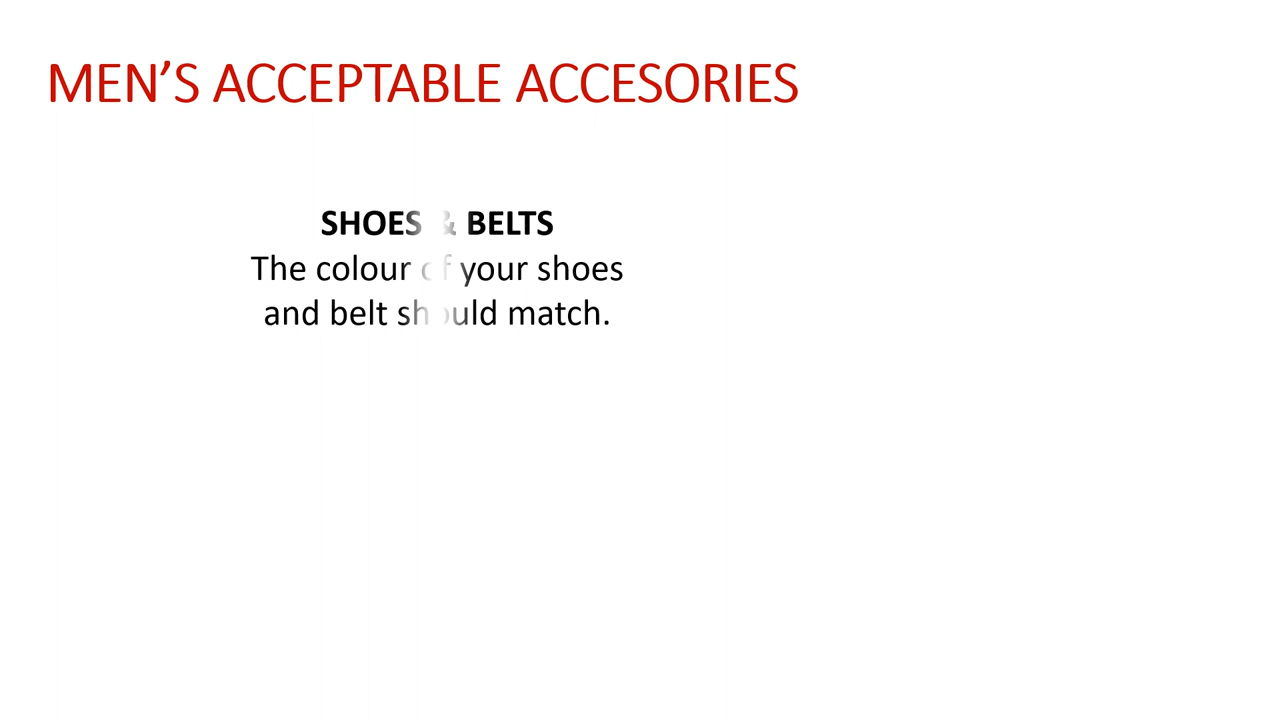 MEN’S ACCEPTABLE ACCESORIES
SHOES & BELTS
The colour of your shoes
and belt should match.